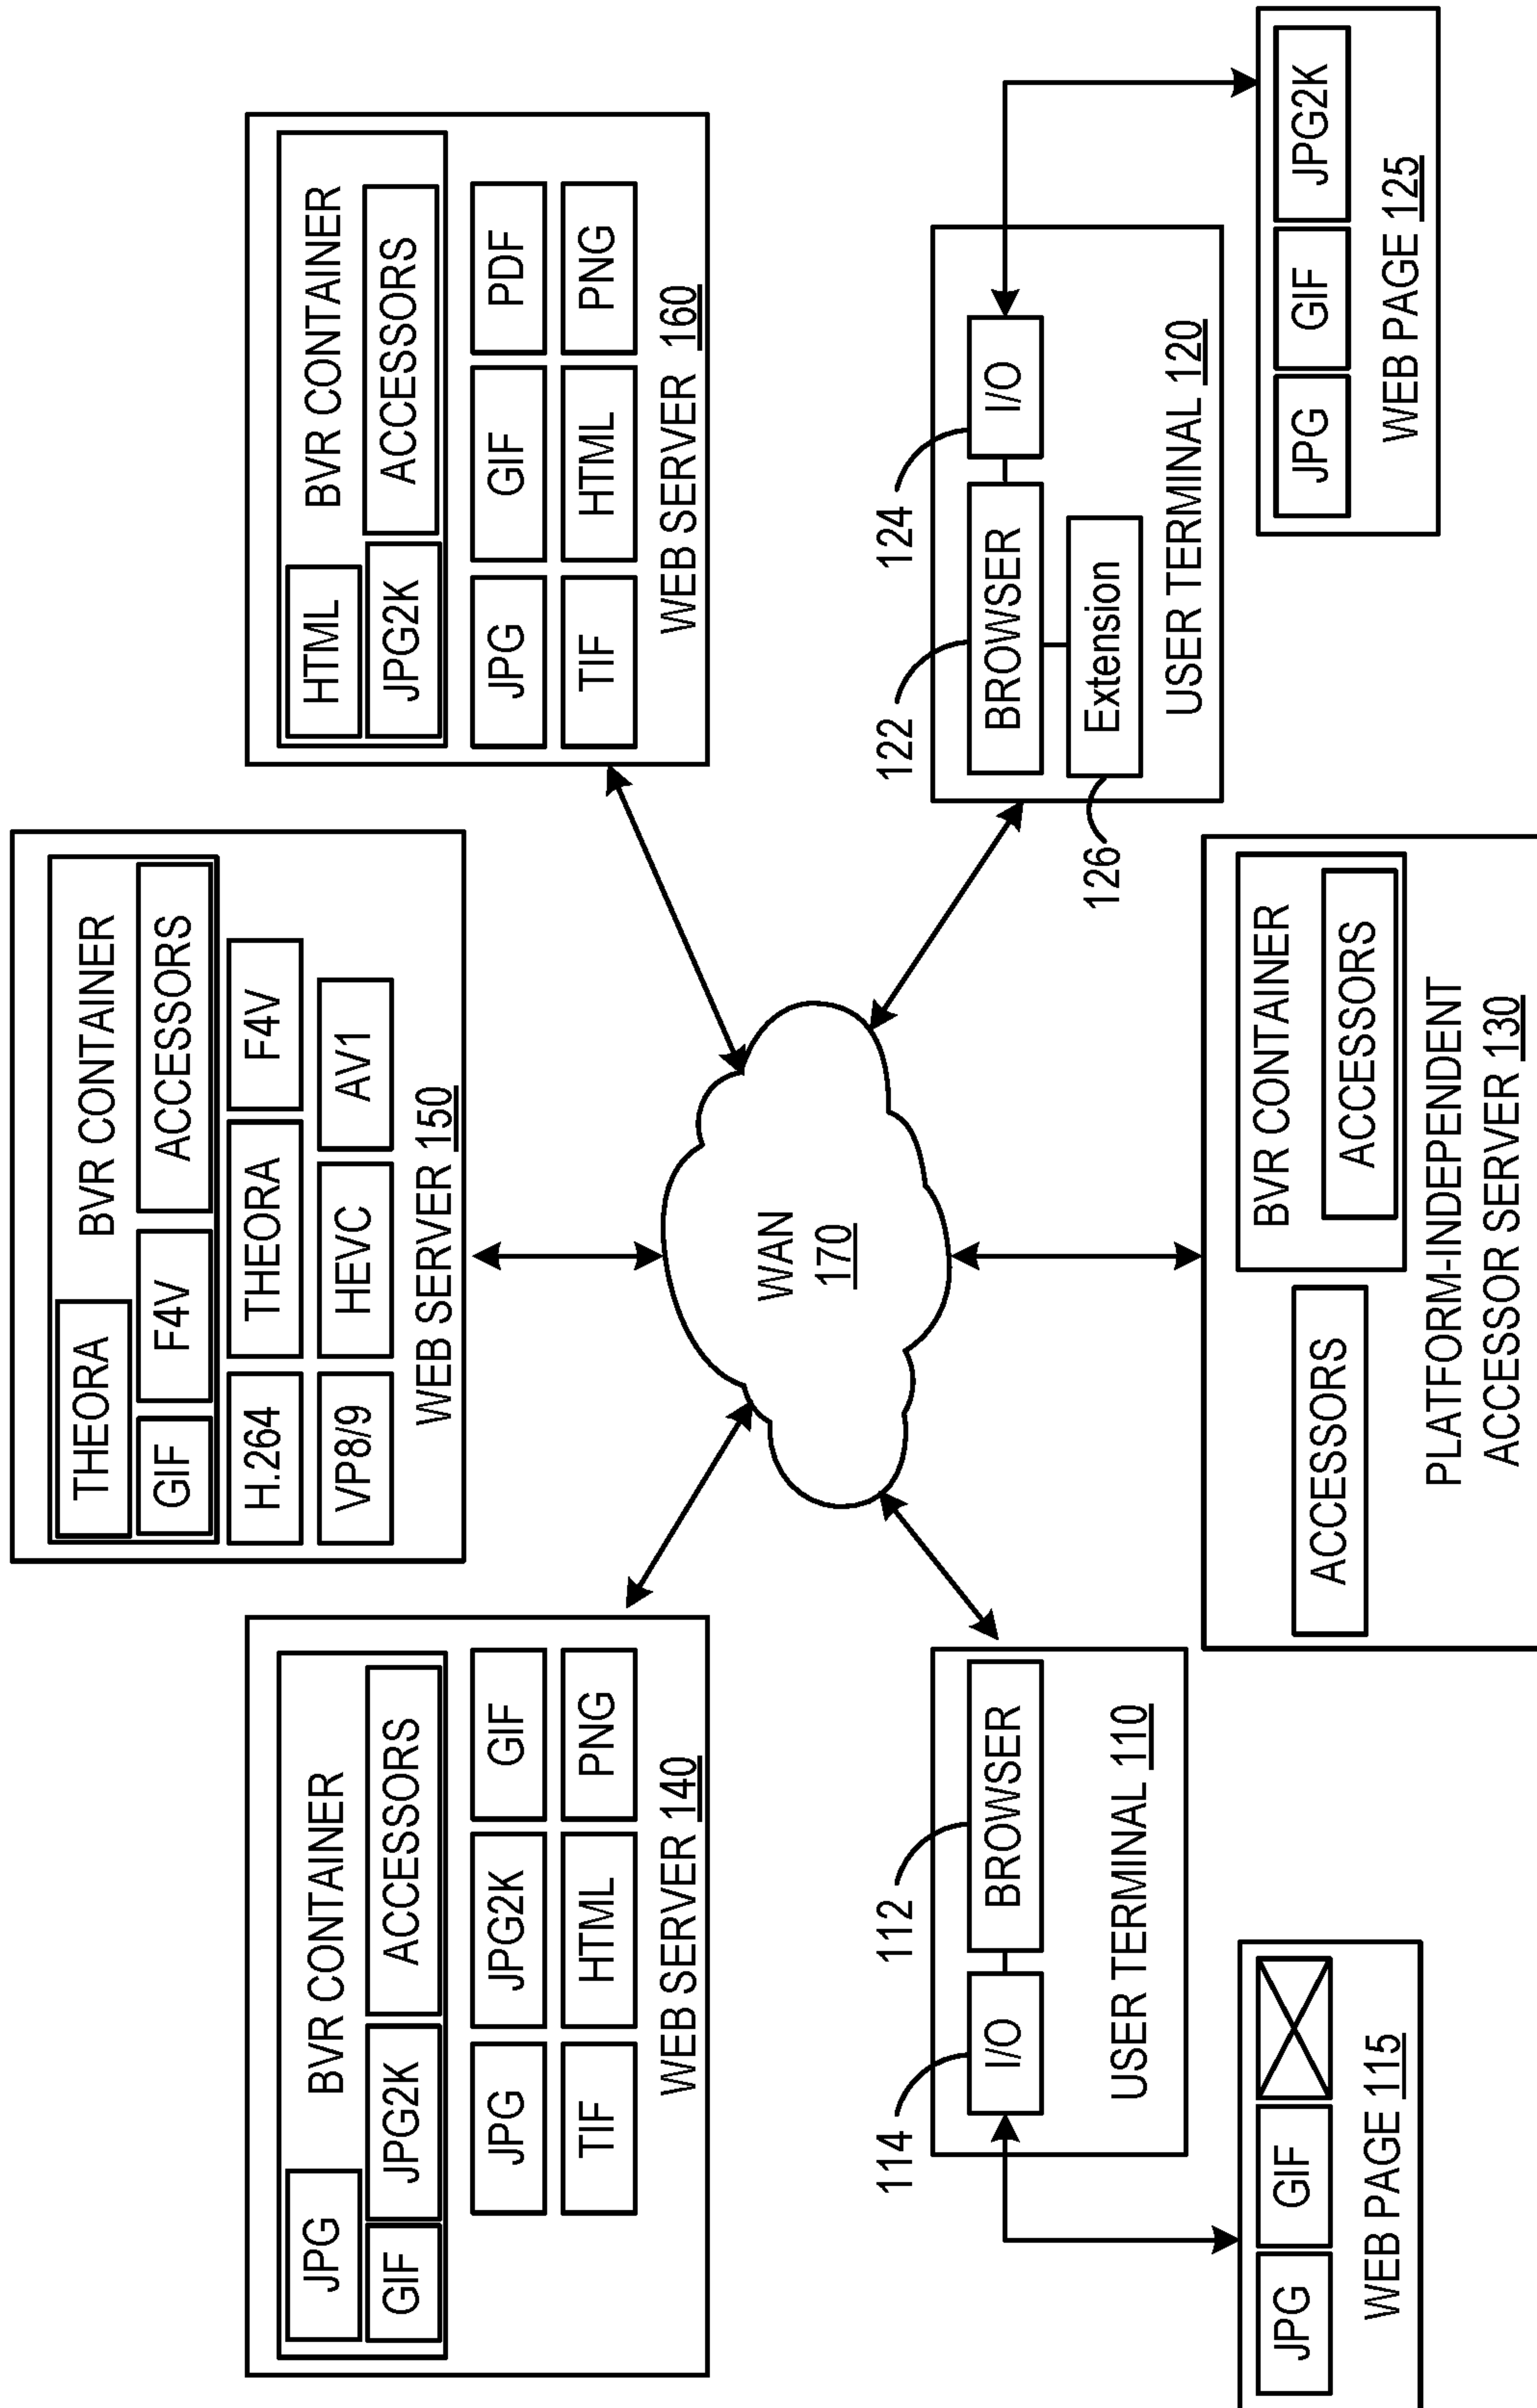 JPG
BVR CONTAINER
GIF
JPG2K
ACCESSORS
JPG
JPG2K
GIF
TIF
HTML
PNG
WEB SERVER 140
THEORA
BVR CONTAINER
GIF
F4V
ACCESSORS
H.264
THEORA
F4V
VP8/9
HEVC
AV1
WEB SERVER 150
HTML
BVR CONTAINER
JPG2K
ACCESSORS
JPG
GIF
PDF
TIF
HTML
PNG
WEB SERVER 160
WAN
170
114
112
I/O
BROWSER
USER TERMINAL 110
JPG
GIF
WEB PAGE 115
ACCESSORS
BVR CONTAINER
ACCESSORS
PLATFORM-INDEPENDENT
ACCESSOR SERVER 130
122
124
BROWSER
I/O
126
Extension
USER TERMINAL 120
JPG
GIF
JPG2K
WEB PAGE 125